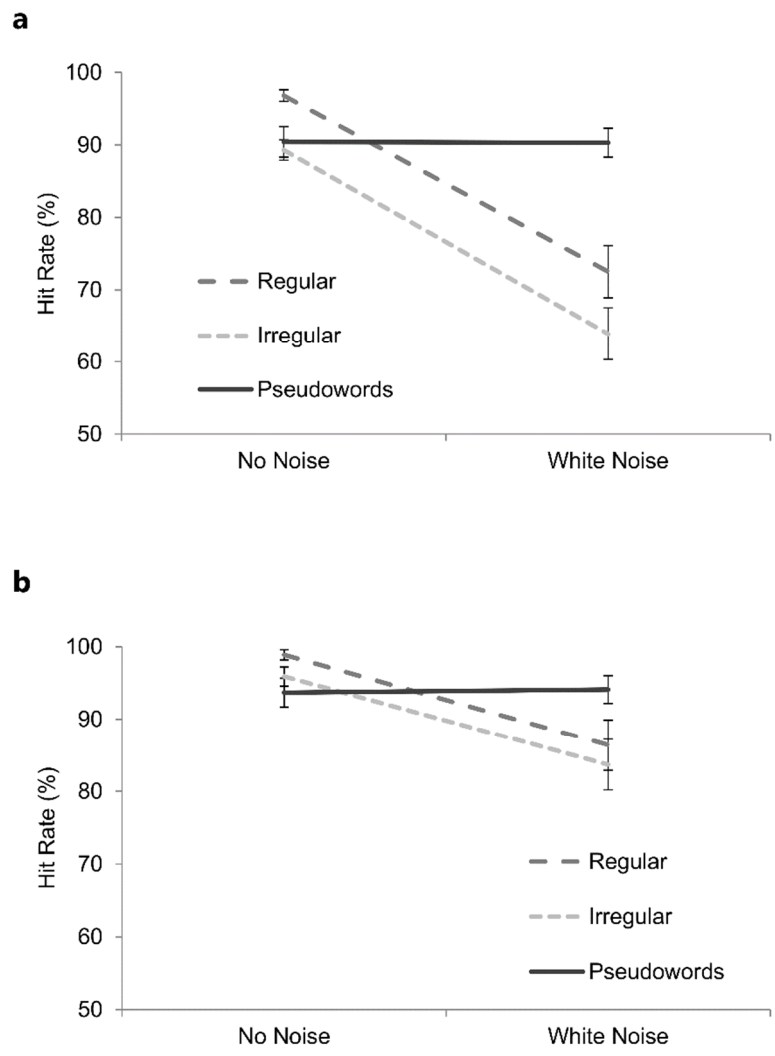 a
100
90
80
70
60
50
Hit Rate (%)
Regular
Irregular
Pseudowords
No Noise
White Noise
b
100
90
80
70
60
50
Hit Rate (%)
Regular
Irregular
Pseudowords
No Noise
White Noise